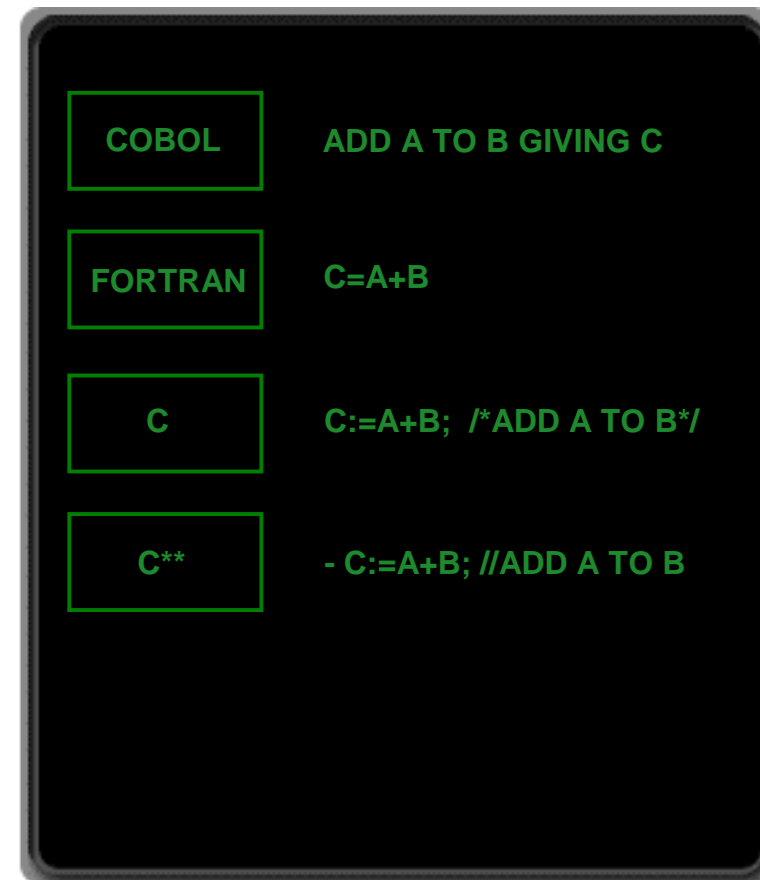 COBOL ADD A TO B GIVING C
FORTRAN C=A+B
C C:=A+B; /*ADD A TO B*/
C** - C:=A+B; //ADD A TO B